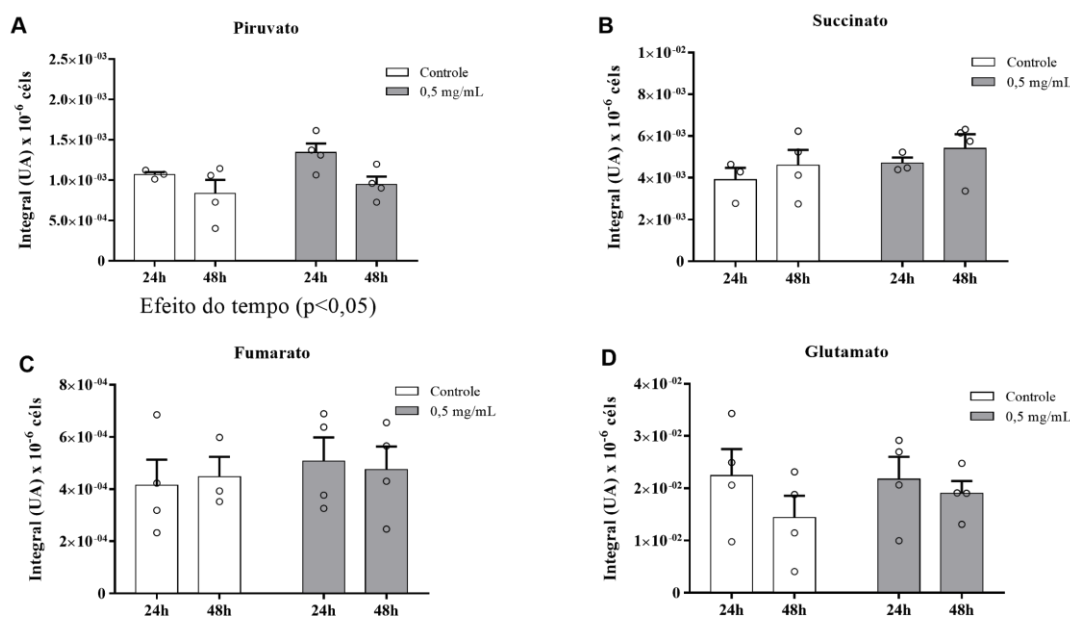 A
Piruvato
Integral (UA) x 10⁻⁶ céls
2.5×10⁻⁰³
2.0×10⁻⁰³
1.5×10⁻⁰³
1.0×10⁻⁰³
5.0×10⁻⁰⁴
0
Controle
0,5 mg/mL
24h 48h 24h 48h
Efeito do tempo (p<0,05)
B
Succinato
Integral (UA) x 10⁻⁶ céls
1×10⁻⁰²
8×10⁻⁰³
6×10⁻⁰³
4×10⁻⁰³
2×10⁻⁰³
0
Controle
0,5 mg/mL
24h 48h 24h 48h
C
Fumarato
Integral (UA) x 10⁻⁶ céls
8×10⁻⁰⁴
6×10⁻⁰⁴
4×10⁻⁰⁴
2×10⁻⁰⁴
0
Controle
0,5 mg/mL
24h 48h 24h 48h
D
Glutamato
Integral (UA) x 10⁻⁶ céls
4×10⁻⁰²
3×10⁻⁰²
2×10⁻⁰²
1×10⁻⁰²
0
Controle
0,5 mg/mL
24h 48h 24h 48h